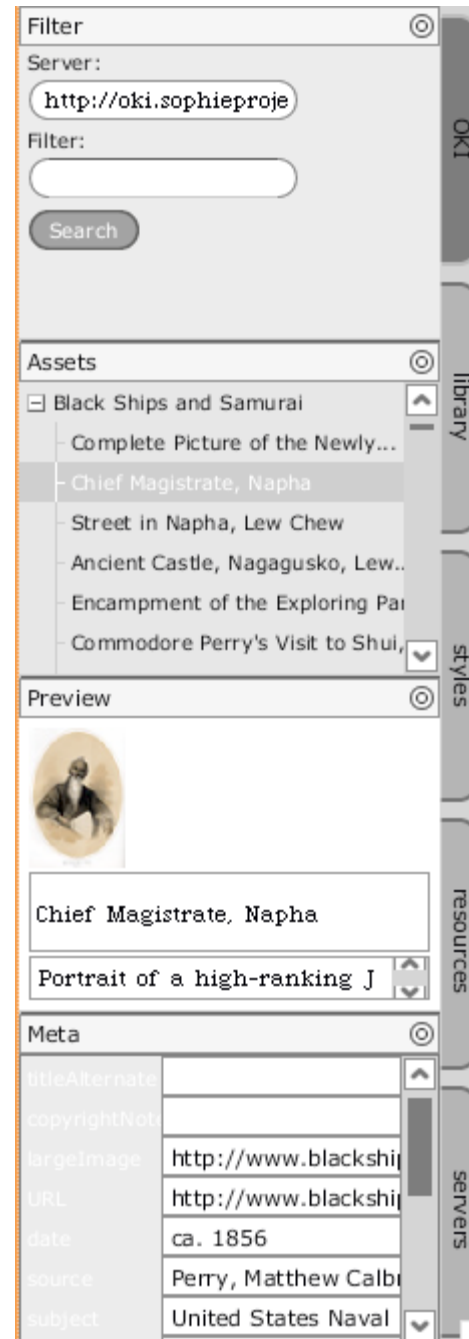 Filter
Server:
http://oki.sophieproje
Filter:
Search
Assets
Black Ships and Samurai
Complete Picture of the Newly...
Chief Magistrate, Napha
Street in Napha, Lew Chew
Ancient Castle, Nagagusko, Lew..
Encampment of the Exploring Par
Commodore Perry's Visit to Shui,
Preview
Chief Magistrate, Napha
Portrait of a high-ranking J
Meta
titleAlternate
copyrightNote
largeImage http://www.blackship
URL http://www.blackship
date ca. 1856
source Perry, Matthew Calbr
subject United States Naval
OKI
library
styles
resources
servers